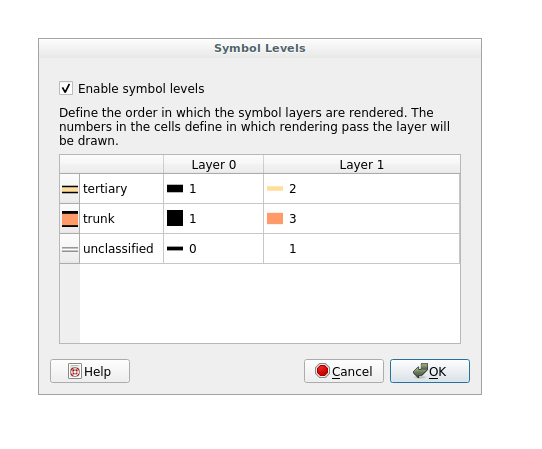 Symbol Levels
Enable symbol levels
Define the order in which the symbol layers are rendered. The
numbers in the cells define in which rendering pass the layer will
be drawn.
Layer 0 Layer 1
tertiary 1 2
trunk 1 3
unclassified 0 1
Help Cancel OK